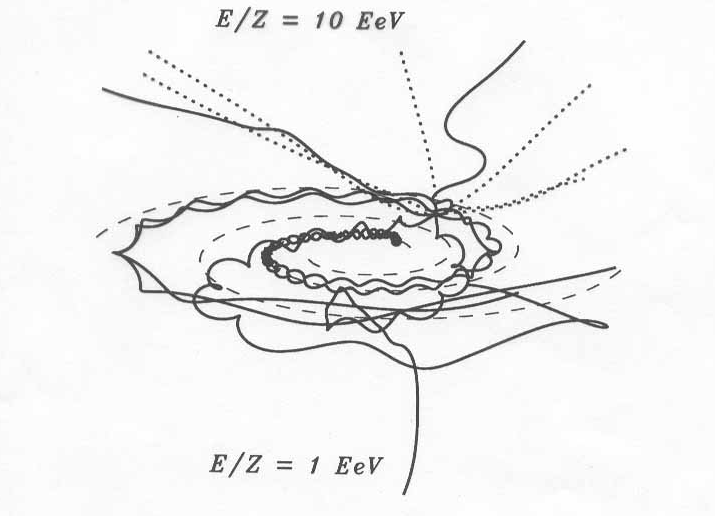 E/Z = 10 EeV
E/Z = 1 EeV